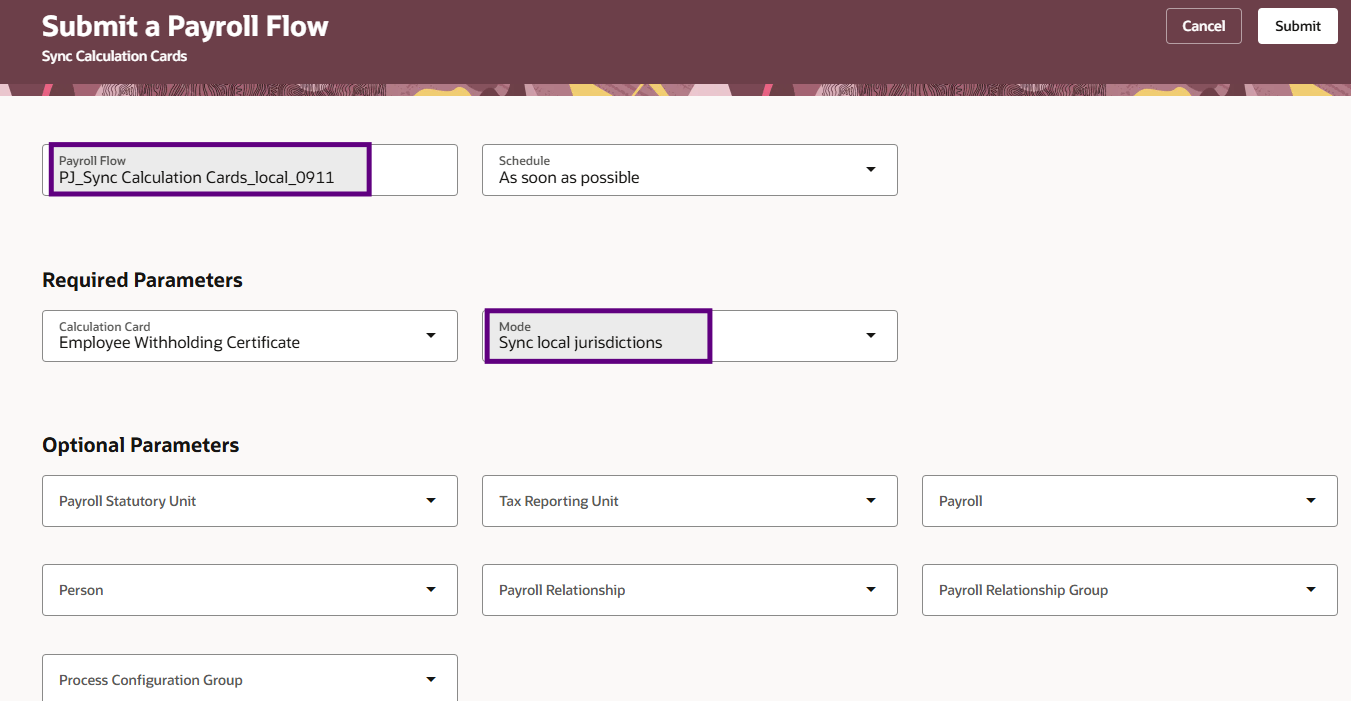 Submit a Payroll Flow
Cancel
Submit
Sync Calculation Cards
Payroll Flow
PJ_Sync Calculation Cards_local_0911
Schedule
As soon as possible
Required Parameters
Calculation Card
Employee Withholding Certificate
Mode
Sync local jurisdictions
Optional Parameters
Payroll Statutory Unit
Tax Reporting Unit
Payroll
Person
Payroll Relationship
Payroll Relationship Group
Process Configuration Group